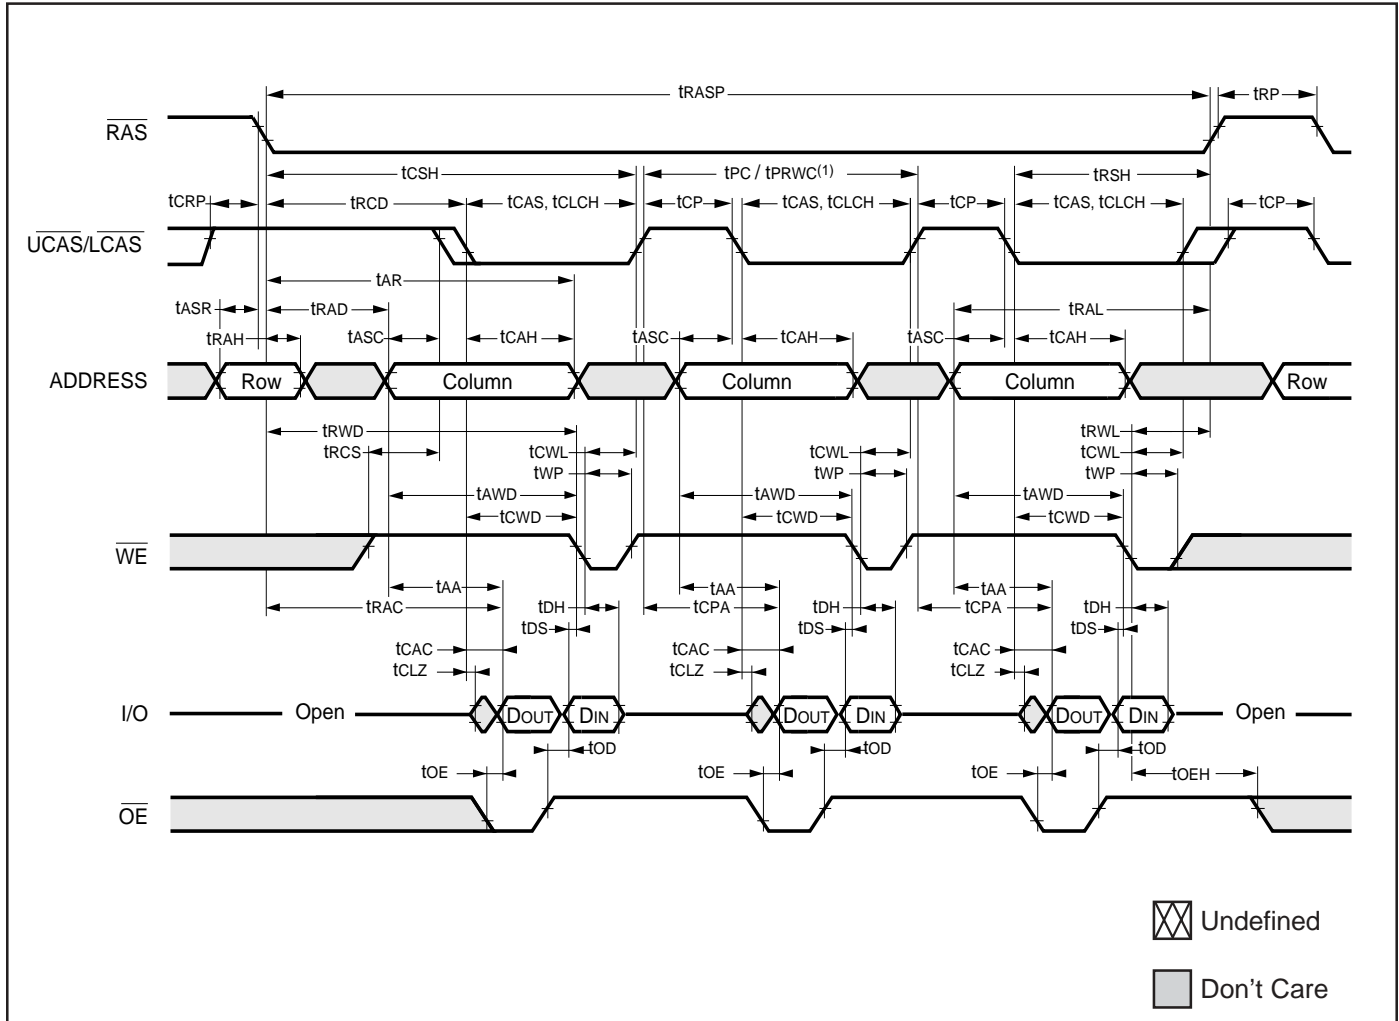 tRASP
tRP
RAS
tCSH
tPC / tPRWC(1)
tRSH
tCRP
tRCD
tCAS, tCLCH
tCP
tCAS, tCLCH
tCP
tCAS, tCLCH
tCP
UCAS/LCAS
tAR
tASR
tRAD
tRAL
tRAH
tASC
tCAH
tASC
tCAH
tASC
tCAH
ADDRESS
Row
Column
Column
Column
Row
tRWD
tRWL
tRCS
tCWL
tCWL
tCWL
tWP
tWP
tWP
tAWD
tAWD
tAWD
tCWD
tCWD
tCWD
WE
tAA
tAA
tAA
tRAC
tDH
tCPA
tDH
tCPA
tDH
tDS
tDS
tDS
tCAC
tCAC
tCAC
tCLZ
tCLZ
tCLZ
I/O
Open
DOUT
DIN
DOUT
DIN
DOUT
DIN
Open
tOD
tOD
tOD
tOE
tOE
tOE
tOEH
OE
Undefined
Don't Care